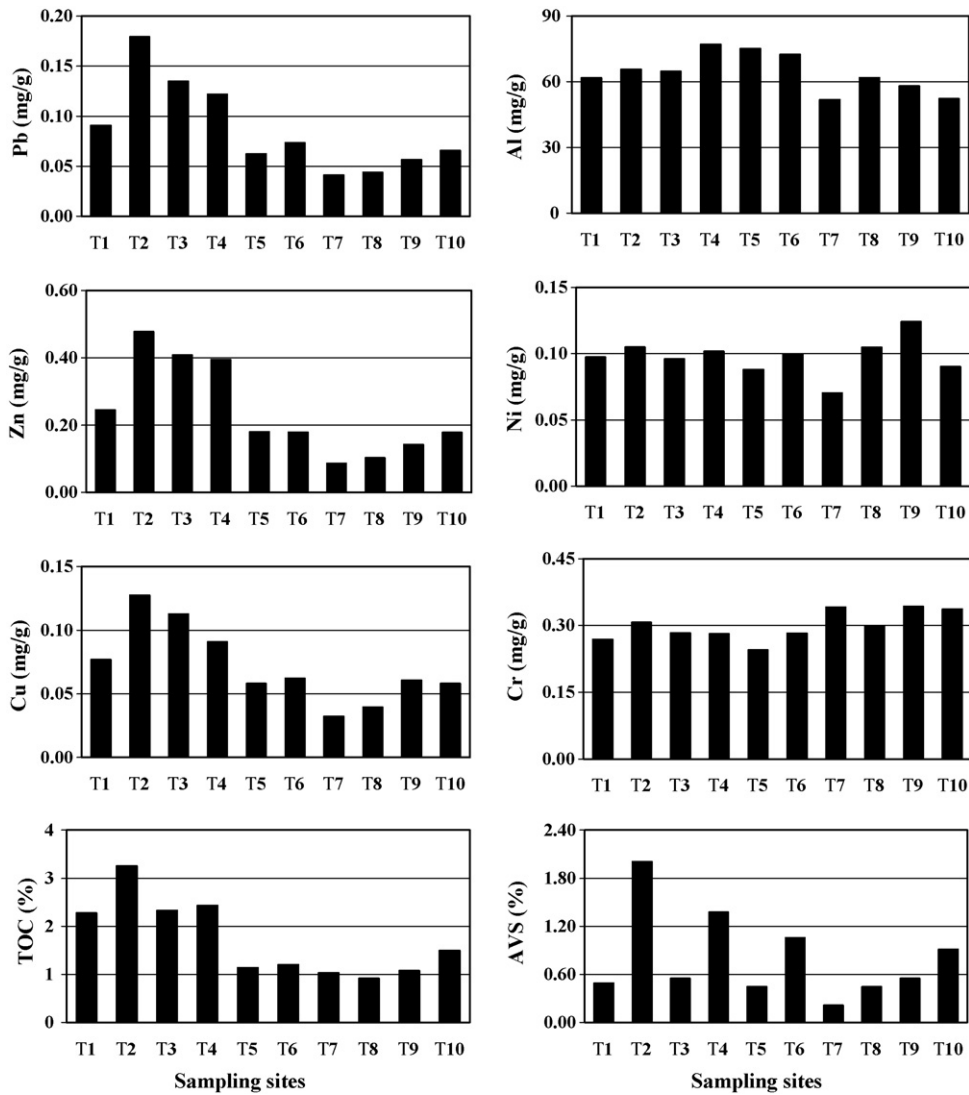 Pb (mg/g)
0.20
0.15
0.10
0.05
0.00
T1 T2 T3 T4 T5 T6 T7 T8 T9 T10
Al (mg/g)
90
60
30
0
T1 T2 T3 T4 T5 T6 T7 T8 T9 T10
Zn (mg/g)
0.60
0.40
0.20
0.00
T1 T2 T3 T4 T5 T6 T7 T8 T9 T10
Ni (mg/g)
0.15
0.10
0.05
0.00
T1 T2 T3 T4 T5 T6 T7 T8 T9 T10
Cu (mg/g)
0.15
0.10
0.05
0.00
T1 T2 T3 T4 T5 T6 T7 T8 T9 T10
Cr (mg/g)
0.45
0.30
0.15
0.00
T1 T2 T3 T4 T5 T6 T7 T8 T9 T10
TOC (%)
4
3
2
1
0
T1 T2 T3 T4 T5 T6 T7 T8 T9 T10
Sampling sites
AVS (%)
2.40
1.80
1.20
0.60
0.00
T1 T2 T3 T4 T5 T6 T7 T8 T9 T10
Sampling sites